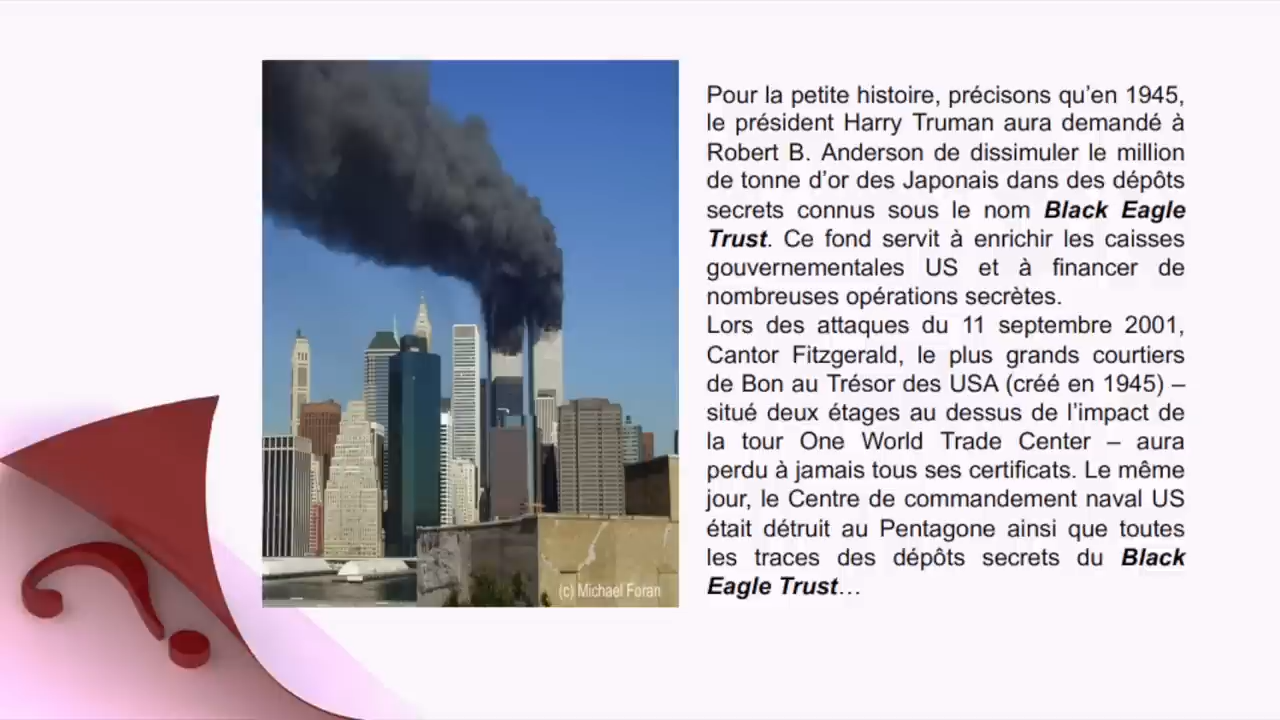 Pour la petite histoire, précisons qu'en 1945,
le président Harry Truman aura demandé à
Robert B. Anderson de dissimuler le million
de tonne d'or des Japonais dans des dépôts
secrets connus sous le nom Black Eagle
Trust. Ce fond servit à enrichir les caisses
gouvernementales US et à financer de
nombreuses opérations secrètes.
Lors des attaques du 11 septembre 2001,
Cantor Fitzgerald, le plus grands courtiers
de Bon au Trésor des USA (créé en 1945) –
situé deux étages au dessus de l'impact de
la tour One World Trade Center – aura
perdu à jamais tous ses certificats. Le même
jour, le Centre de commandement naval US
était détruit au Pentagone ainsi que toutes
les traces des dépôts secrets du Black
Eagle Trust…
(c) Michael Foran